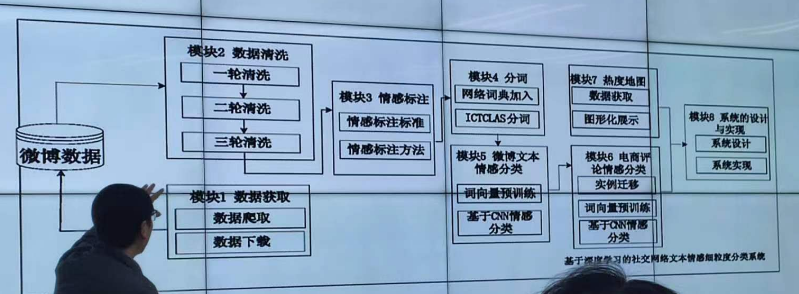 微博数据
模块1 数据获取
数据爬取
数据下载
模块2 数据清洗
一轮清洗
二轮清洗
三轮清洗
模块3 情感标注
情感标注标准
情感标注方法
模块4 分词
网络词典加入
ICTCLAS分词
模块5 微博文本
情感分类
词向量预训练
基于CNN情感
分类
模块6 电商评
论情感分类
实例迁移
词向量预训练
基于CNN情感
分类
模块7 热度地图
数据获取
图形化展示
模块8 系统的设计
与实现
系统设计
系统实现
基于深度学习的社交网络文本情感细粒度分类系统